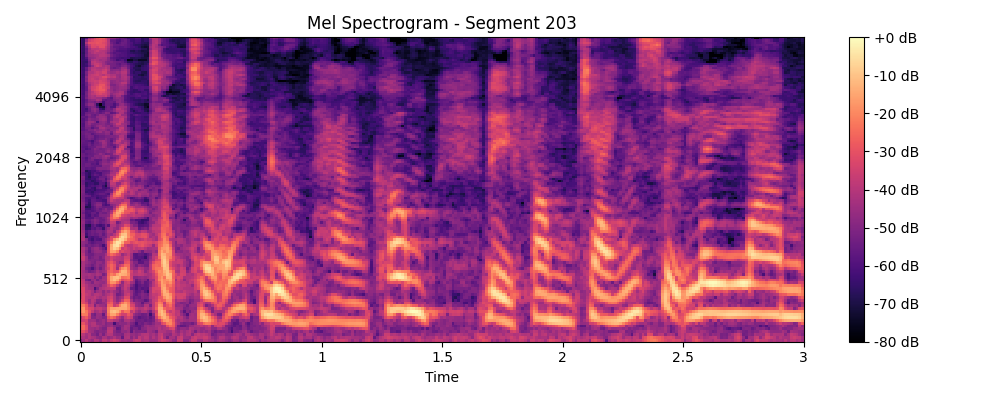 Mel Spectrogram - Segment 203
+0 dB
-10 dB
-20 dB
-30 dB
-40 dB
-50 dB
-60 dB
-70 dB
-80 dB
Frequency
4096
2048
1024
512
0
0
0.5
1
1.5
2
2.5
3
Time